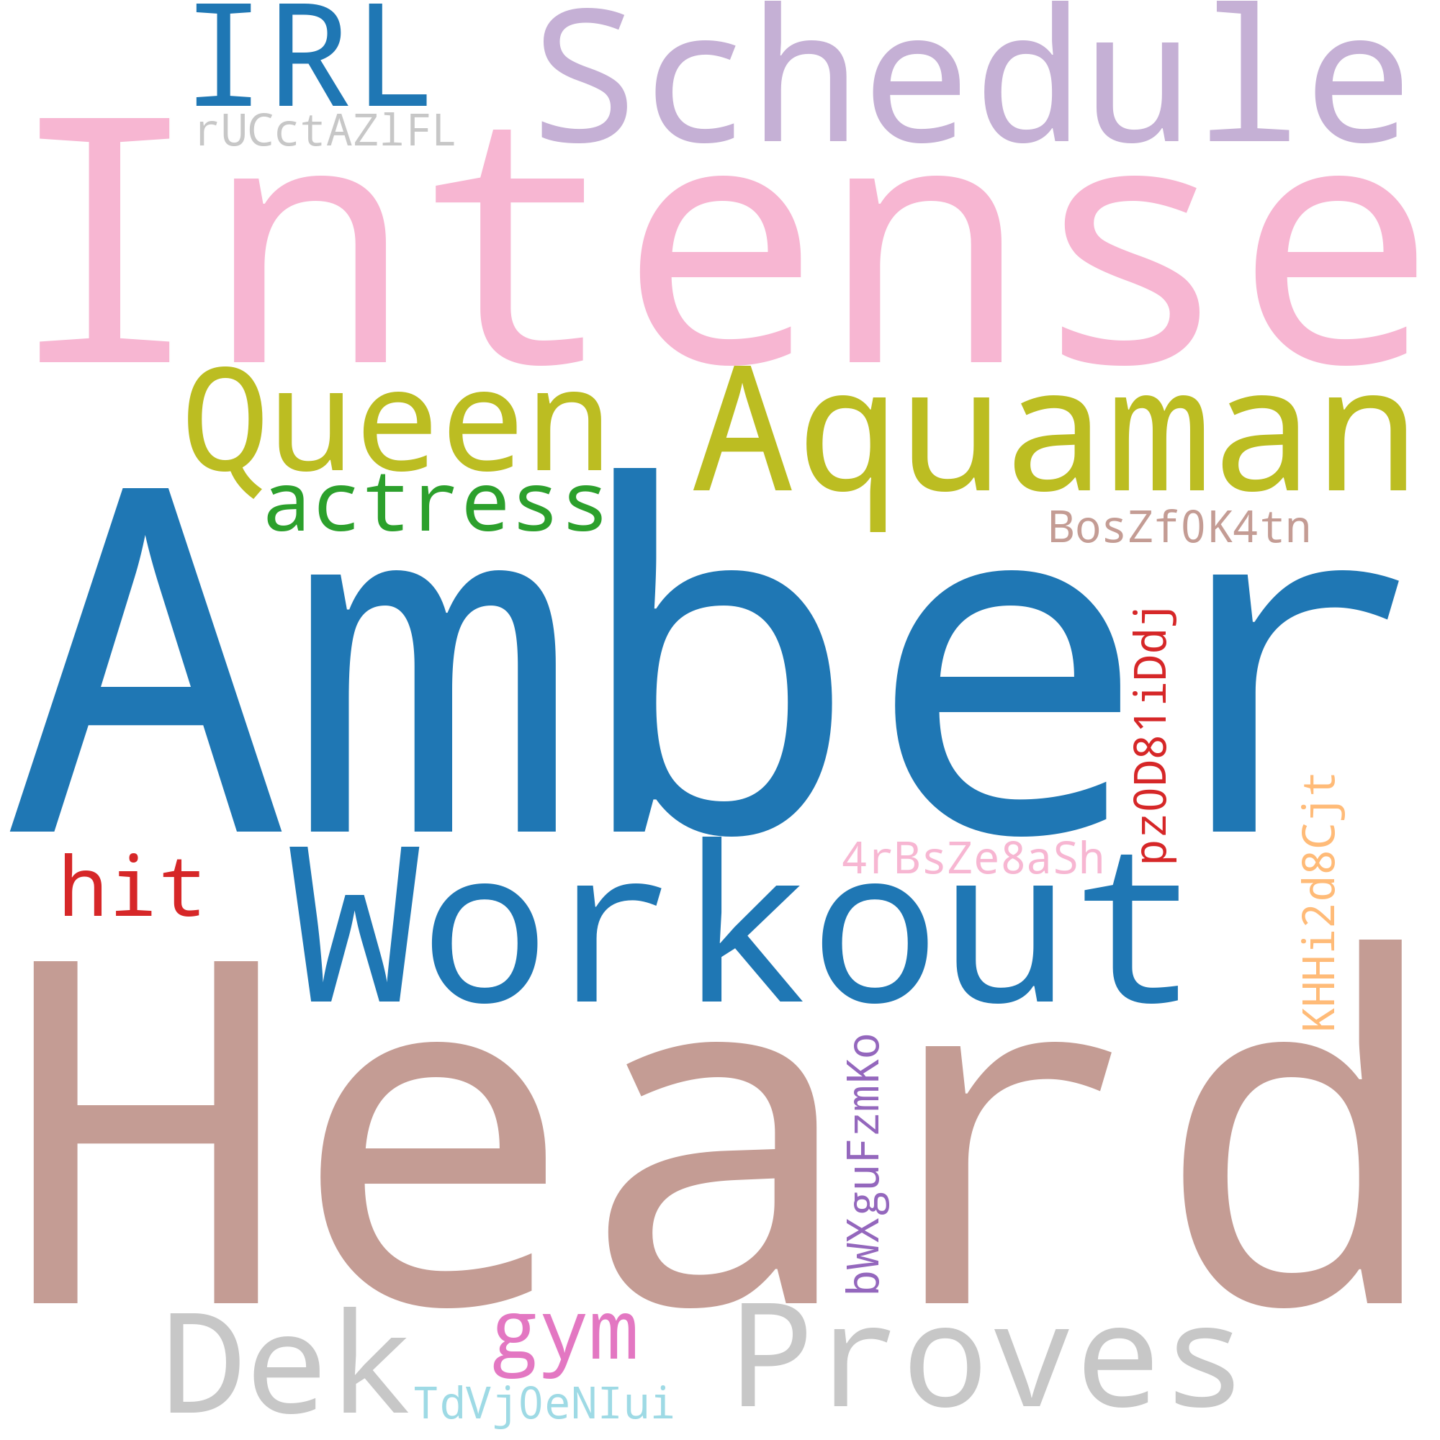 IRL Schedule
rUCctAZlFL
Intense
Queen Aquaman
actress
BosZf0K4tn
Amber
pzOD81iDdj
hit Workout 4rBsZe8aSh
KHHi2d8Cjt
Heard
bWXguFzmKo
Dek gym Proves
TdVj0eNIui